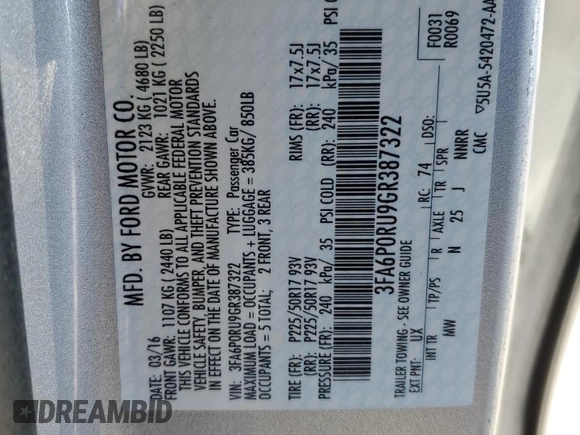 MFD. BY FORD MOTOR CO.
DATE: 03/16 GVWR: 2123 KG ( 4680 LB)
FRONT GAWR: 1107 KG ( 2440 LB) REAR GAWR: 1021 KG ( 2250 LB)
THIS VEHICLE CONFORMS TO ALL APPLICABLE FEDERAL MOTOR
VEHICLE SAFETY, BUMPER, AND THEFT PREVENTION STANDARDS
IN EFFECT ON THE DATE OF MANUFACTURE SHOWN ABOVE.
VIN: 3FA6P0RU9GR387322 TYPE: Passenger Car
MAXIMUM LOAD = OCCUPANTS + LUGGAGE = 385KG/ 850LB
OCCUPANTS = 5 TOTAL; 2 FRONT, 3 REAR
TIRE (FR): P225/50R17 93V RIMS (FR): 17x7.5J
TIRE (RR): P225/50R17 93V (RR): 17x7.5J
PRESSURE (FR): 240 kPa/ 35 PSI COLD (RR): 240 kPa/ 35 PSI COLD
3FA6P0RU9GR387322
TRAILER TOWING - SEE OWNER GUIDE
F0031
R0069
EXT PNT: UX RC: 74 DSO:
INT TR TP/PS R AXLE TR SPR
MW N 25 J NNRR
CMC ▽5U5A-5420472-AA
DREAMBID